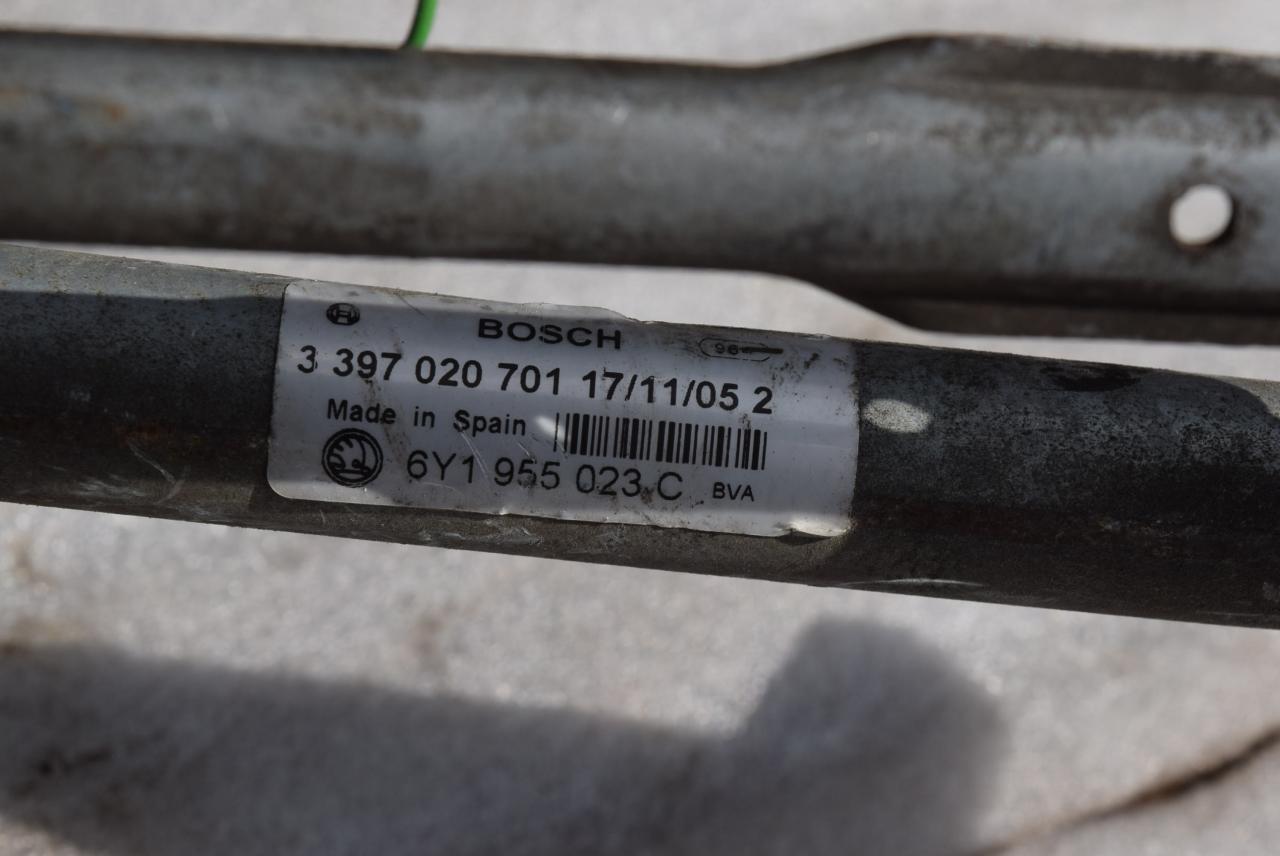 BOSCH
3 397 020 701 17/11/05 2
Made in Spain
6Y1 955 023 C BVA